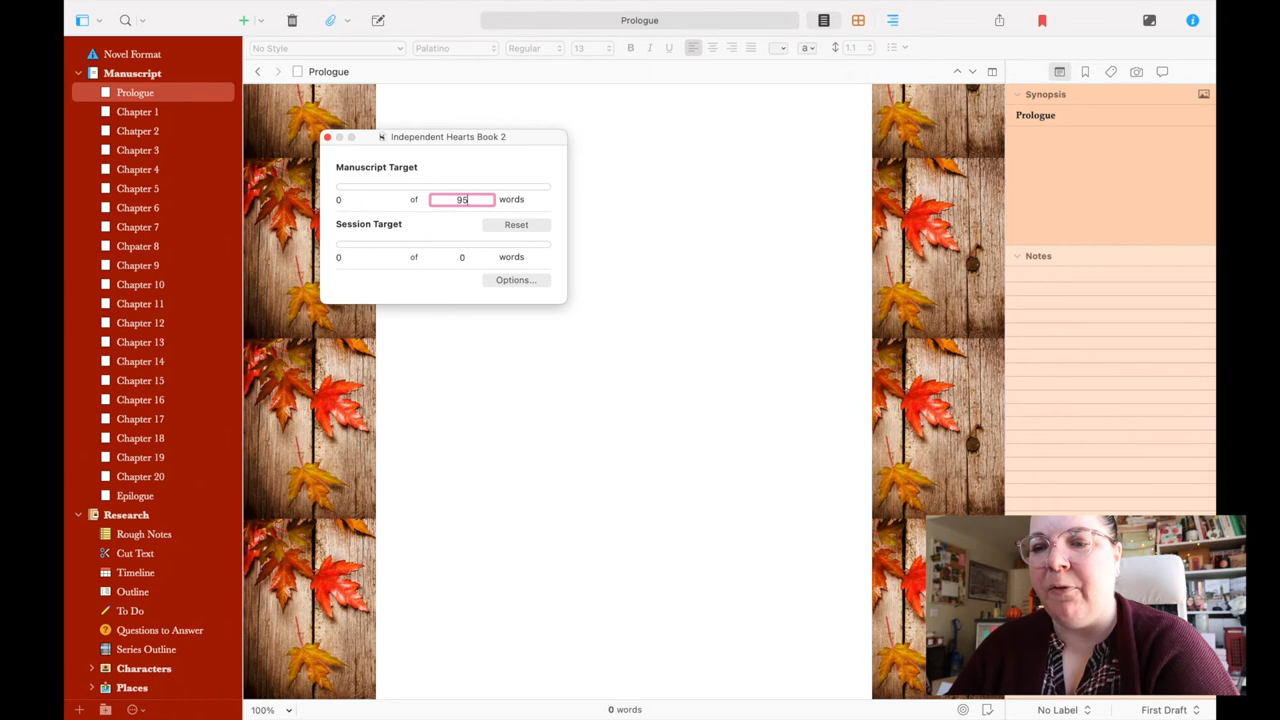 Prologue
No Style
Palatino
Regular
13
B I U
a
1.1
Novel Format
Manuscript
Prologue
Chapter 1
Chatper 2
Chapter 3
Chapter 4
Chapter 5
Chapter 6
Chapter 7
Chpater 8
Chapter 9
Chapter 10
Chapter 11
Chapter 12
Chapter 13
Chapter 14
Chapter 15
Chapter 16
Chapter 17
Chapter 18
Chapter 19
Chapter 20
Epilogue
Research
Rough Notes
Cut Text
Timeline
Outline
To Do
Questions to Answer
Series Outline
Characters
Places
Prologue
Independent Hearts Book 2
Manuscript Target
0 of 95 words
Session Target
Reset
0 of 0 words
Options...
Synopsis
Prologue
Notes
100%
0 words
No Label
First Draft